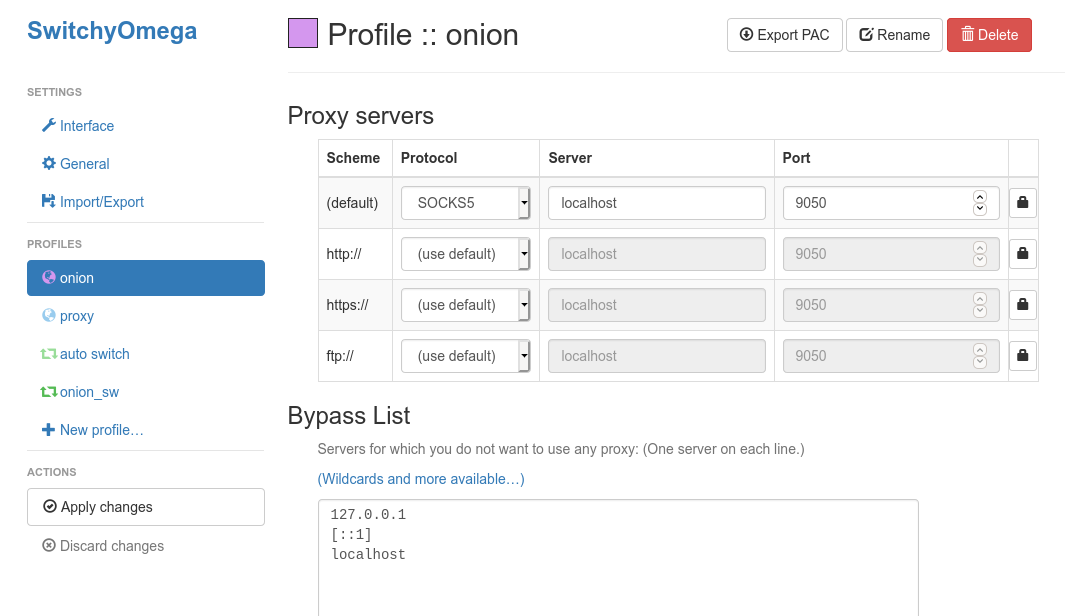 SwitchyOmega
SETTINGS
Interface
General
Import/Export
PROFILES
onion
proxy
auto switch
onion_sw
New profile…
ACTIONS
Apply changes
Discard changes
Profile :: onion
Export PAC
Rename
Delete
Proxy servers
Scheme Protocol Server Port
(default) SOCKS5 localhost 9050
http:// (use default) localhost 9050
https:// (use default) localhost 9050
ftp:// (use default) localhost 9050
Bypass List
Servers for which you do not want to use any proxy: (One server on each line.)
(Wildcards and more available…)
127.0.0.1
[::1]
localhost